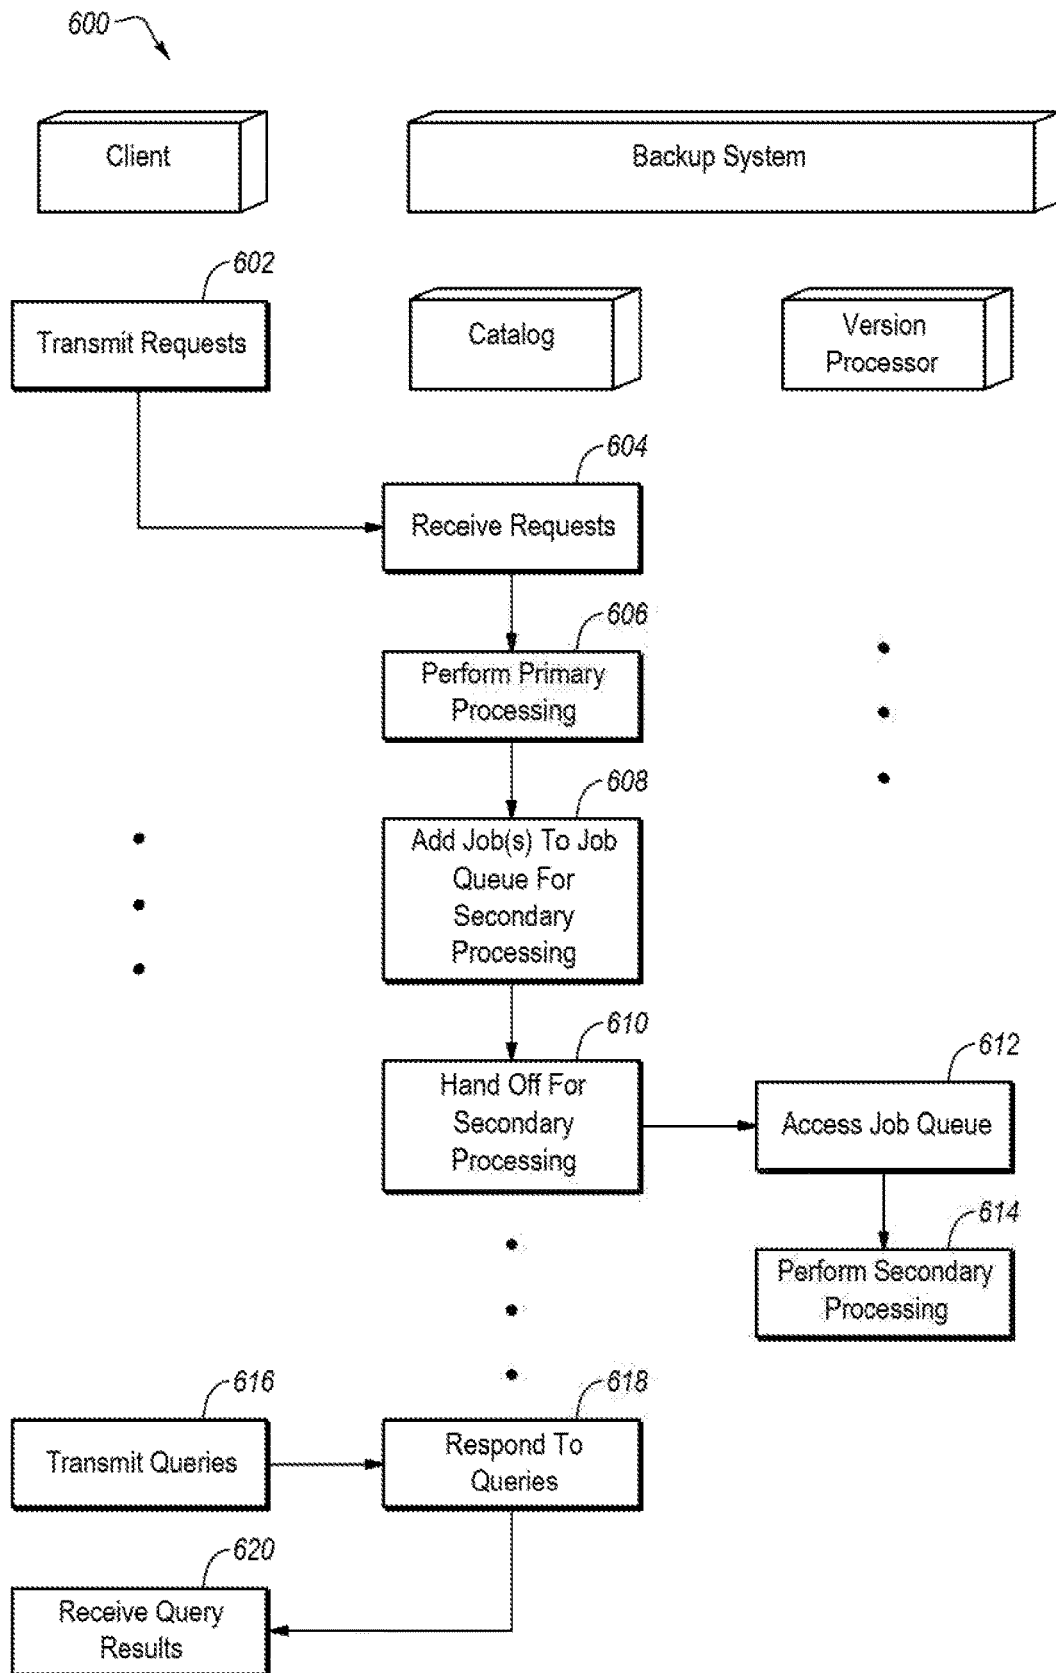 600
Client
Backup System
602
Transmit Requests
Catalog
Version
Processor
604
Receive Requests
606
Perform Primary
Processing
608
Add Job(s) To Job
Queue For
Secondary
Processing
610
Hand Off For
Secondary
Processing
612
Access Job Queue
614
Perform Secondary
Processing
616
Transmit Queries
618
Respond To
Queries
620
Receive Query
Results